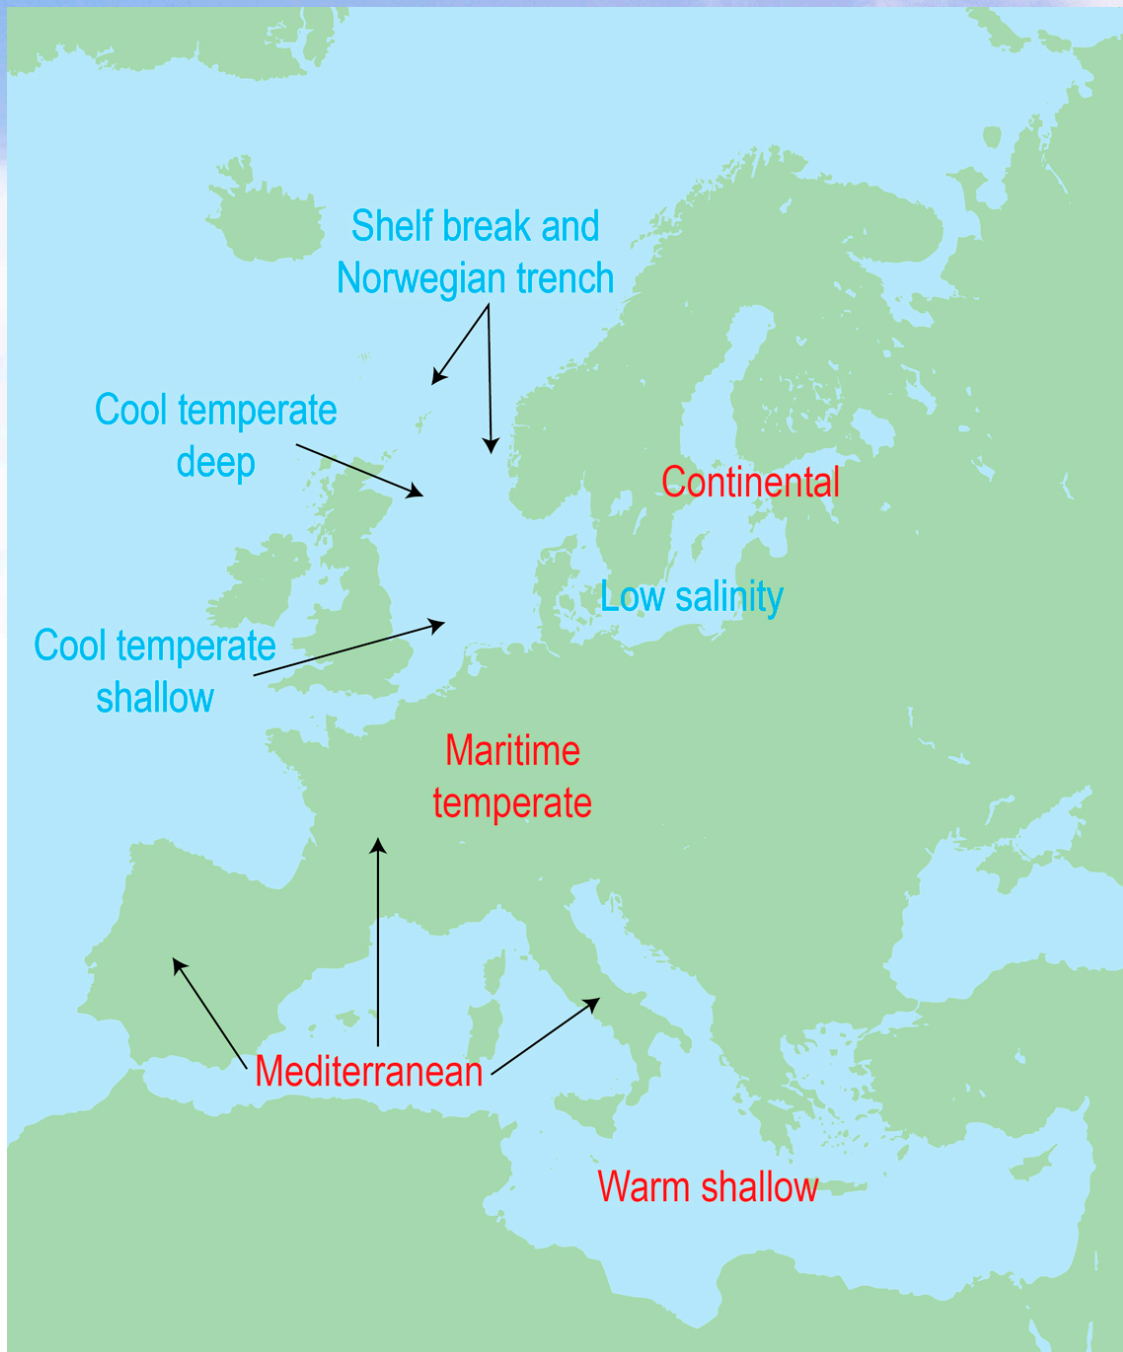 Shelf break and
Norwegian trench
Cool temperate
deep
Continental
Low salinity
Cool temperate
shallow
Maritime
temperate
Mediterranean
Warm shallow